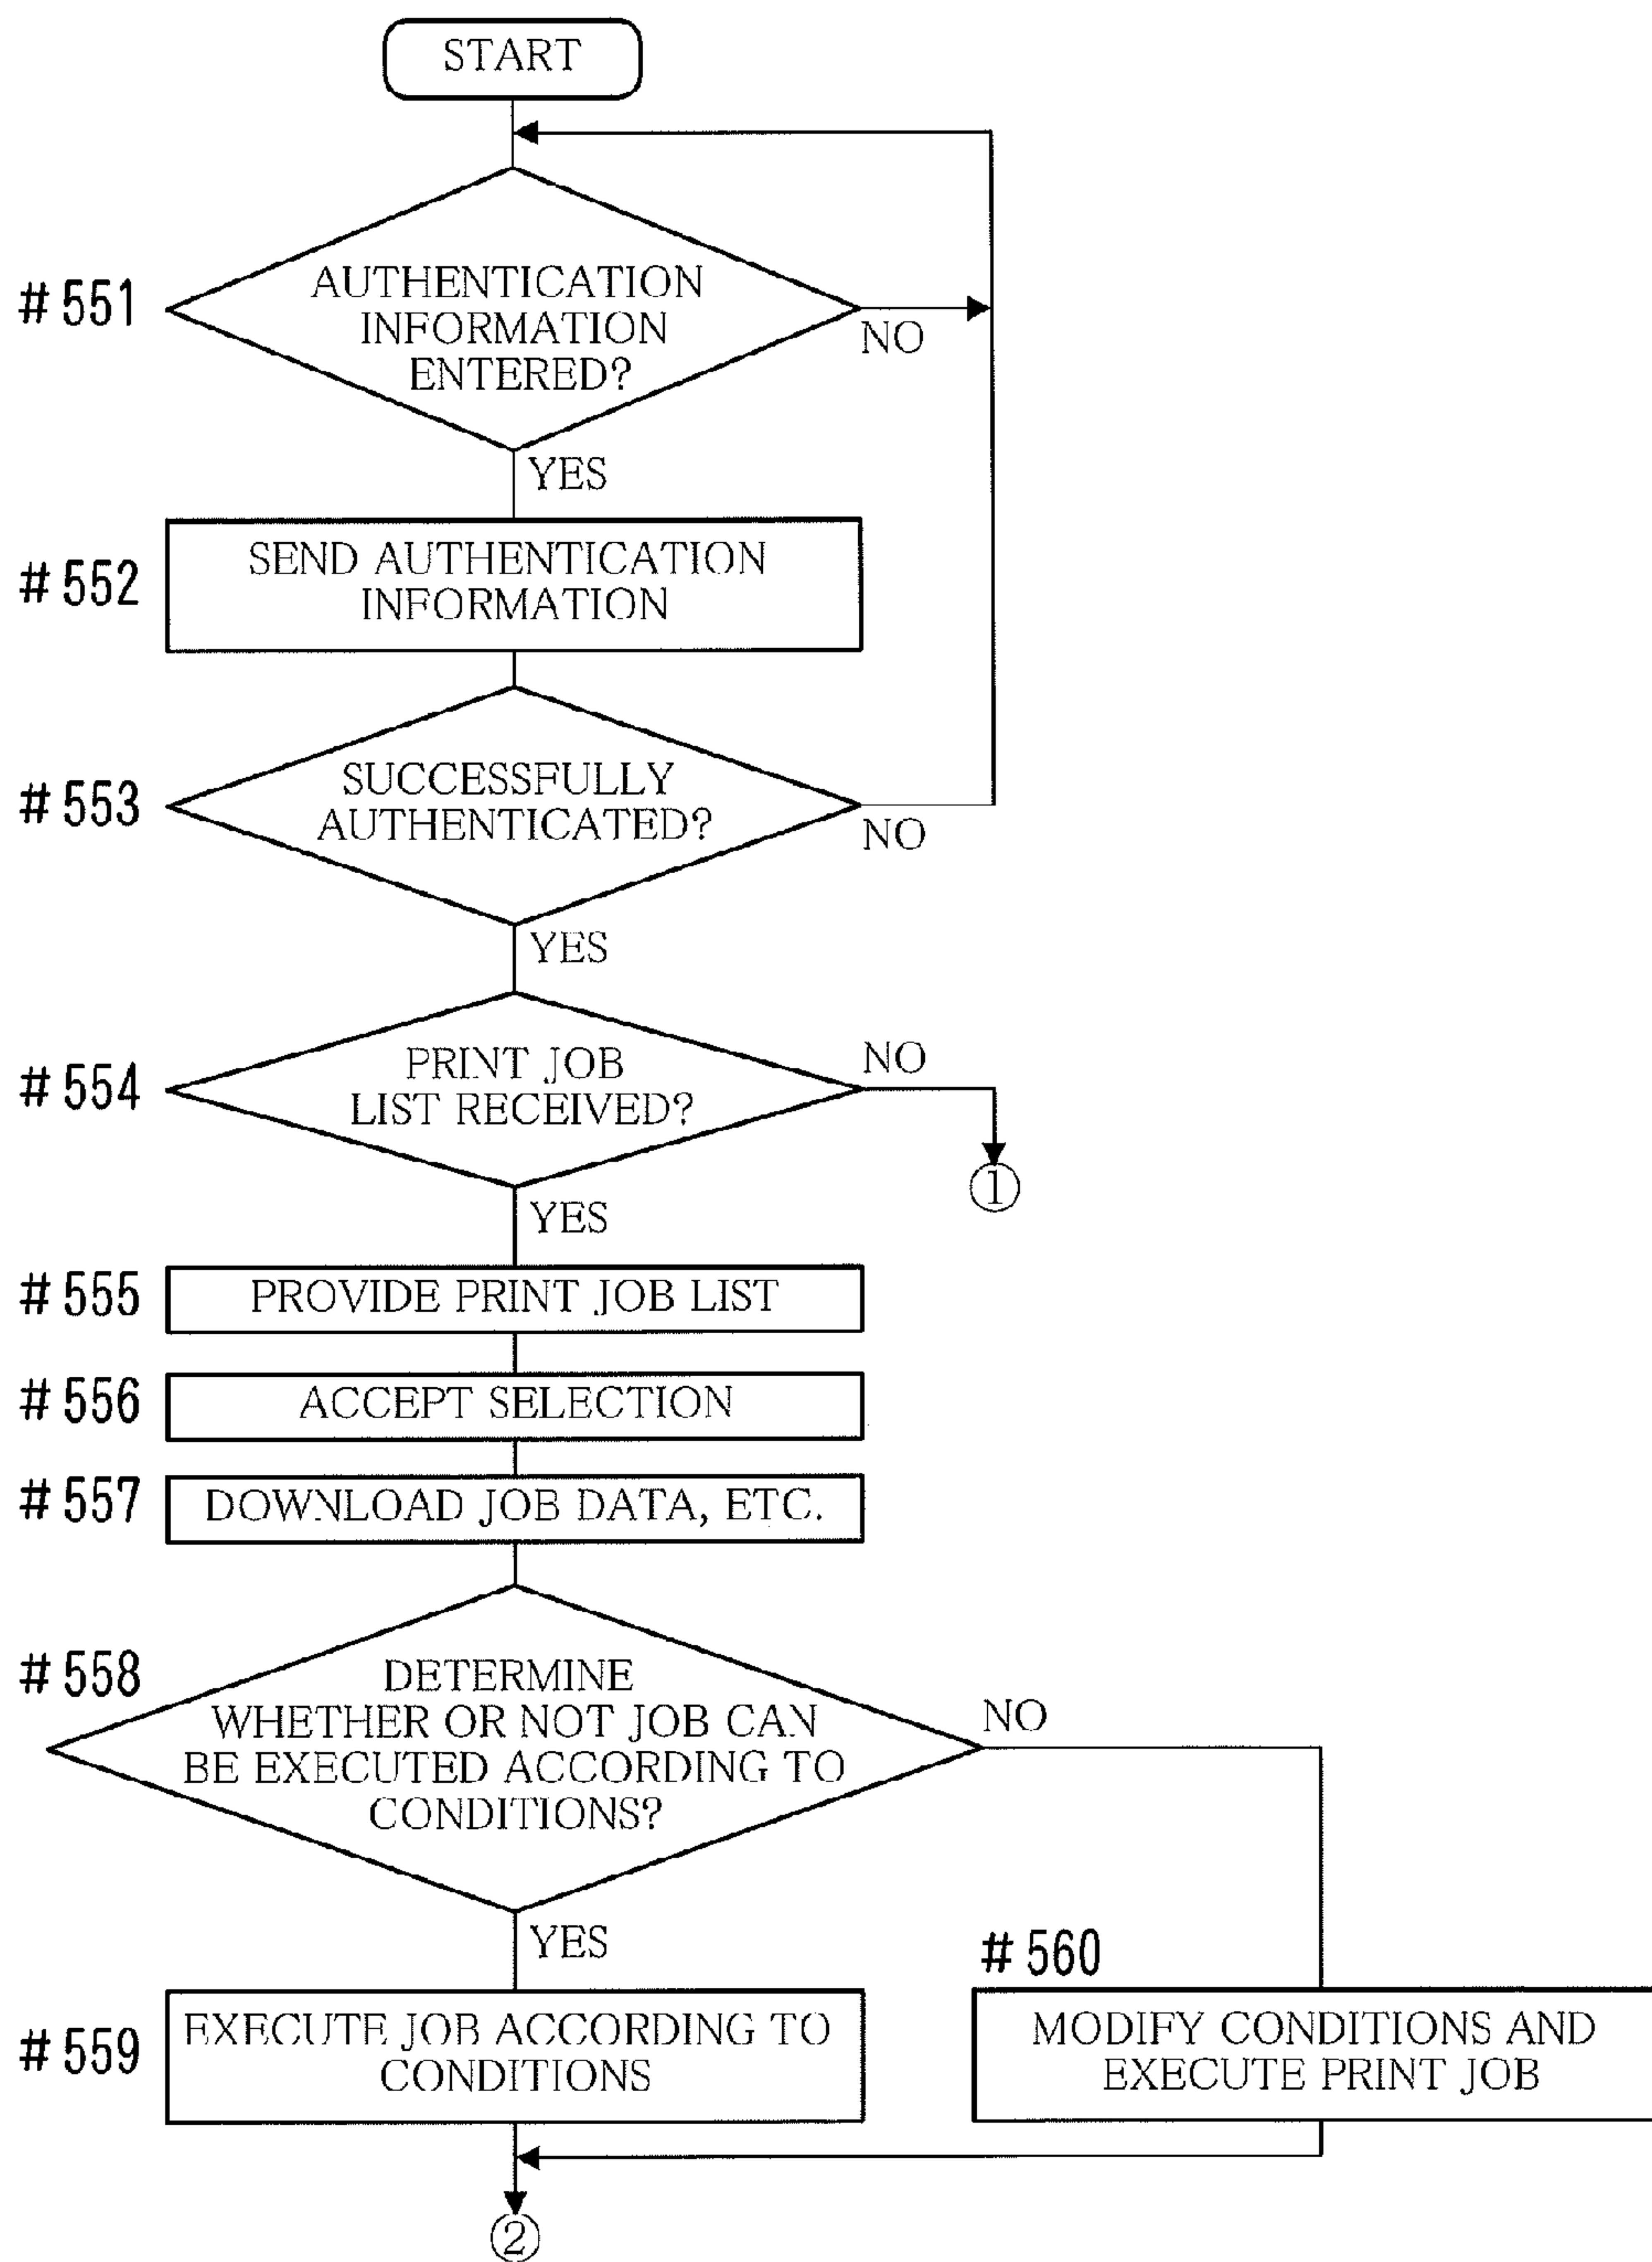 START
#551
AUTHENTICATION
INFORMATION
ENTERED?
NO
YES
#552
SEND AUTHENTICATION
INFORMATION
#553
SUCCESSFULLY
AUTHENTICATED?
NO
YES
#554
PRINT JOB
LIST RECEIVED?
NO
①
YES
#555
PROVIDE PRINT JOB LIST
#556
ACCEPT SELECTION
#557
DOWNLOAD JOB DATA, ETC.
#558
DETERMINE
WHETHER OR NOT JOB CAN
BE EXECUTED ACCORDING TO
CONDITIONS?
NO
YES
#559
EXECUTE JOB ACCORDING TO
CONDITIONS
#560
MODIFY CONDITIONS AND
EXECUTE PRINT JOB
②